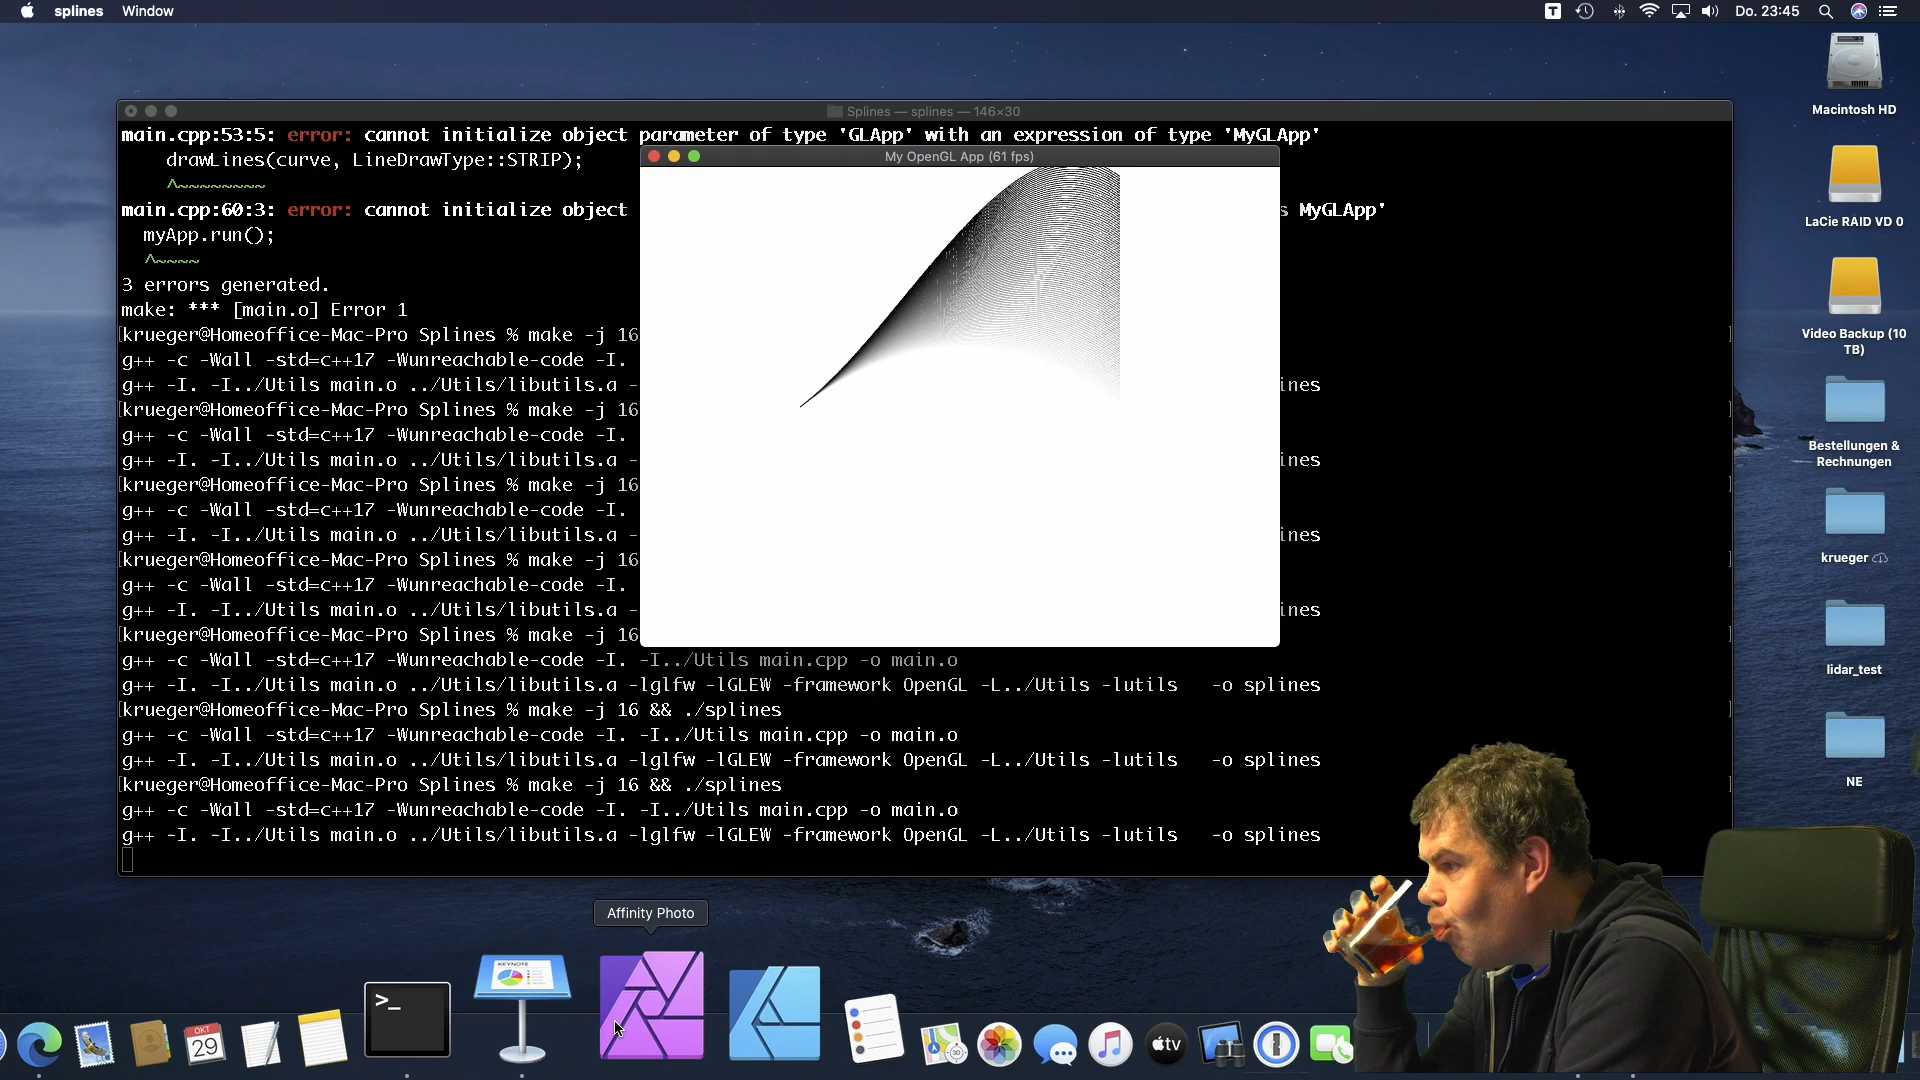 splines Window
Do. 23:45
Macintosh HD
LaCie RAID VD 0
Video Backup (10
TB)
Bestellungen &
Rechnungen
krueger
lidar_test
NE
Splines — splines — 146×30
main.cpp:53:5: error: cannot initialize object parameter of type 'GLApp' with an expression of type 'MyGLApp'
drawLines(curve, LineDrawType::STRIP);
^~~~~~~~~
main.cpp:60:3: error: cannot initialize object
s MyGLApp'
myApp.run();
^~~~~
3 errors generated.
make: *** [main.o] Error 1
[krueger@Homeoffice-Mac-Pro Splines % make -j 16 ]
g++ -c -Wall -std=c++17 -Wunreachable-code -I.
g++ -I. -I../Utils main.o ../Utils/libutils.a - ines
[krueger@Homeoffice-Mac-Pro Splines % make -j 16 ]
g++ -c -Wall -std=c++17 -Wunreachable-code -I.
g++ -I. -I../Utils main.o ../Utils/libutils.a - ines
[krueger@Homeoffice-Mac-Pro Splines % make -j 16 ]
g++ -c -Wall -std=c++17 -Wunreachable-code -I.
g++ -I. -I../Utils main.o ../Utils/libutils.a - ines
[krueger@Homeoffice-Mac-Pro Splines % make -j 16 ]
g++ -c -Wall -std=c++17 -Wunreachable-code -I.
g++ -I. -I../Utils main.o ../Utils/libutils.a - ines
[krueger@Homeoffice-Mac-Pro Splines % make -j 16 ]
g++ -c -Wall -std=c++17 -Wunreachable-code -I. -I../Utils main.cpp -o main.o
g++ -I. -I../Utils main.o ../Utils/libutils.a -lglfw -lGLEW -framework OpenGL -L../Utils -lutils -o splines
[krueger@Homeoffice-Mac-Pro Splines % make -j 16 && ./splines ]
g++ -c -Wall -std=c++17 -Wunreachable-code -I. -I../Utils main.cpp -o main.o
g++ -I. -I../Utils main.o ../Utils/libutils.a -lglfw -lGLEW -framework OpenGL -L../Utils -lutils -o splines
[krueger@Homeoffice-Mac-Pro Splines % make -j 16 && ./splines ]
g++ -c -Wall -std=c++17 -Wunreachable-code -I. -I../Utils main.cpp -o main.o
g++ -I. -I../Utils main.o ../Utils/libutils.a -lglfw -lGLEW -framework OpenGL -L../Utils -lutils -o splines
My OpenGL App (61 fps)
Affinity Photo
OKT
29
>_
KEYNOTE
3D
tv